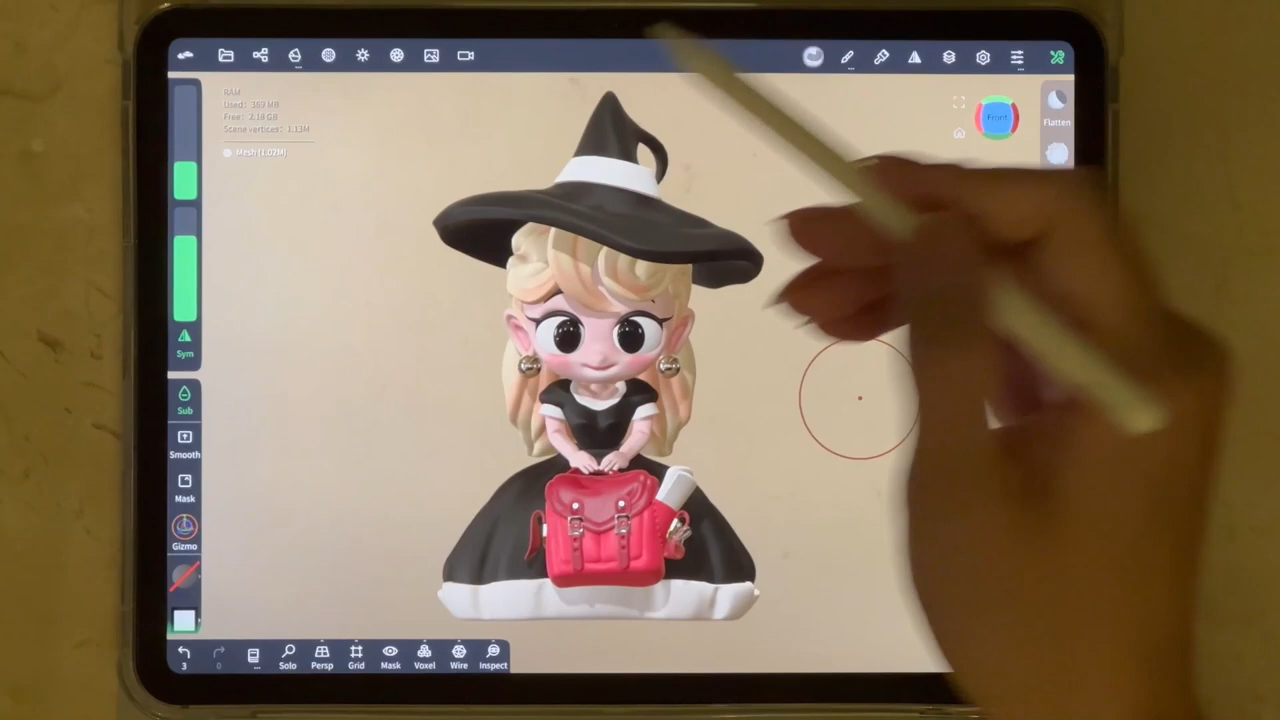 RAM
Used: 369 MB
Free: 2.18 GB
Scene vertices: 1.13M
Mesh (1.07M)
Front
Flatten
Sym
Sub
Smooth
Mask
Gizmo
3
0
...
Solo
Persp
Grid
Mask
Voxel
Wire
Inspect